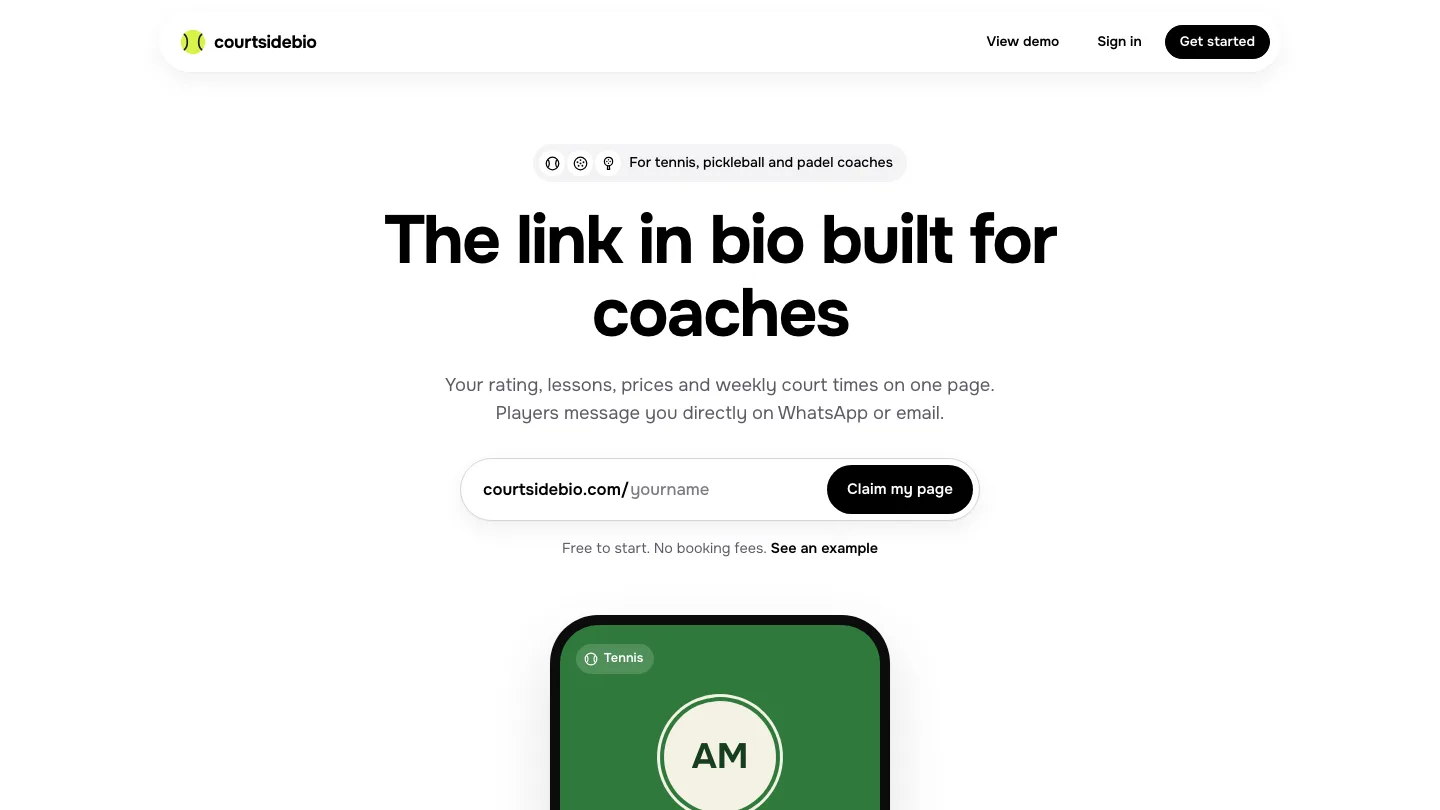 courtsidebio
View demo
Sign in
Get started
For tennis, pickleball and padel coaches
The link in bio built for
coaches
Your rating, lessons, prices and weekly court times on one page.
Players message you directly on WhatsApp or email.
courtsidebio.com/yourname
Claim my page
Free to start. No booking fees. See an example
Tennis
AM